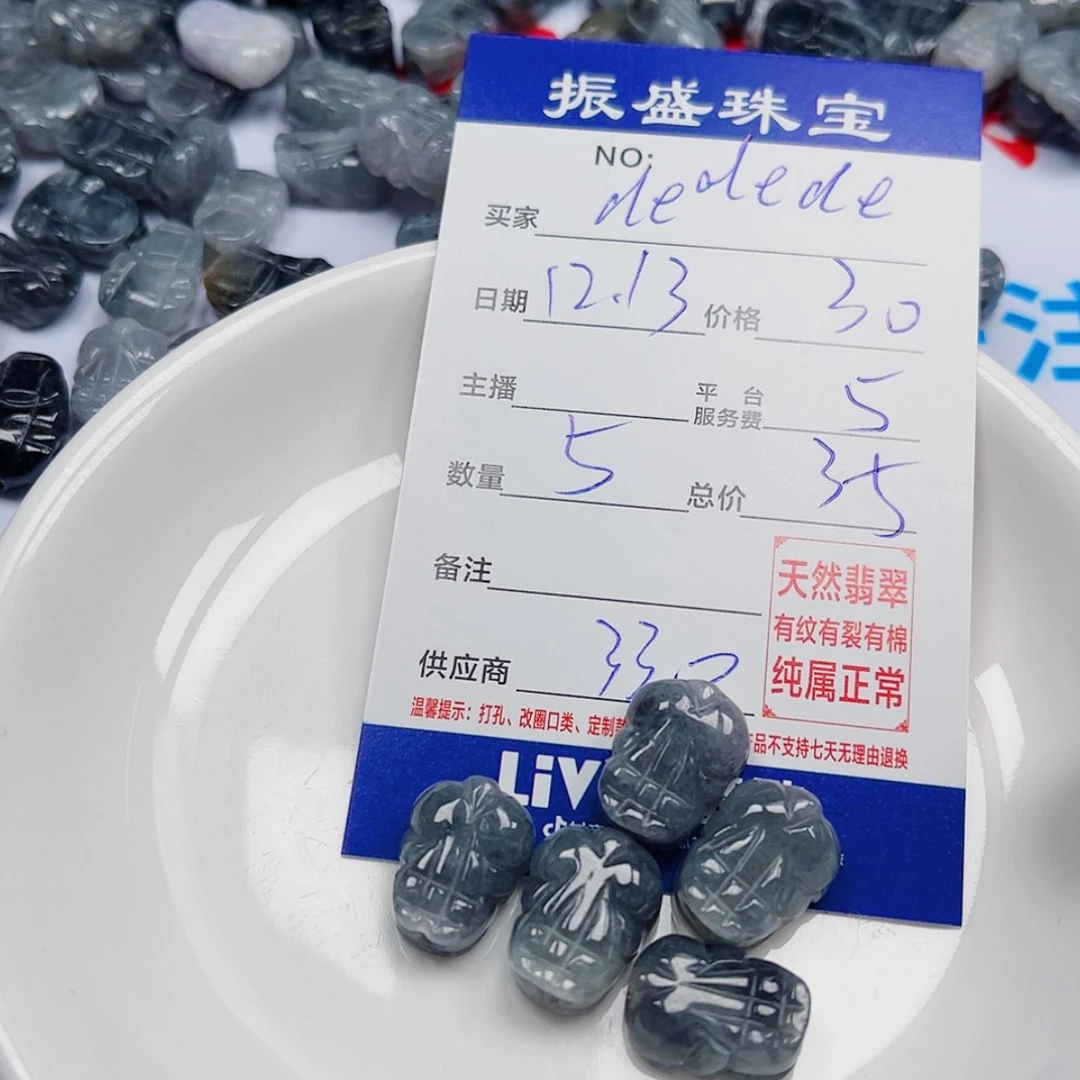 振盛珠宝
NO:
买家 dedede
日期 12.13 价格 30
主播 平台服务费 5
数量 5 总价 35
备注
天然翡翠
有纹有裂有棉
纯属正常
供应商 330
温馨提示：打孔、改圈口类、定制 品不支持七天无理由退换
LiV
注